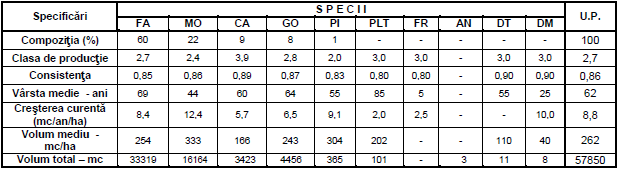 Specificări S P E C I I U.P.
FA MO CA GO PI PLT FR AN DT DM
Compoziţia (%) 60 22 9 8 1 - - - - - 100
Clasa de producţie 2,7 2,4 3,9 2,8 2,0 3,0 3,0 - 3,0 3,0 2,7
Consistenţa 0,85 0,86 0,89 0,87 0,83 0,80 0,80 - 0,90 0,90 0,86
Vârsta medie - ani 69 44 60 64 55 85 5 - 55 25 62
Creşterea curentă
(mc/an/ha) 8,4 12,4 5,7 6,5 9,1 2,0 2,5 - - 10,0 8,8
Volum mediu -
mc/ha 254 333 166 243 304 202 - - 110 40 262
Volum total – mc 33319 16164 3423 4456 365 101 - 3 11 8 57850